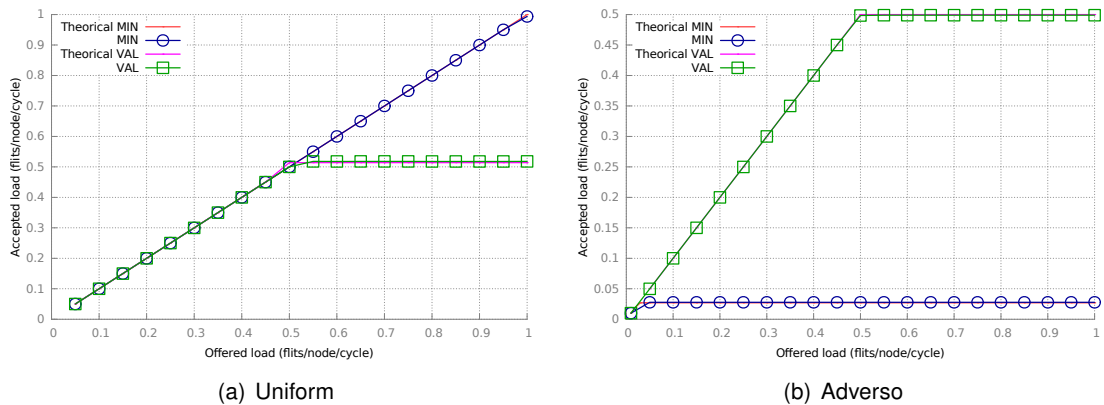 Theorical MIN
MIN
Theorical VAL
VAL
1
0.9
0.8
0.7
0.6
0.5
0.4
0.3
0.2
0.1
0
Accepted load (flits/node/cycle)
0 0.1 0.2 0.3 0.4 0.5 0.6 0.7 0.8 0.9 1
Offered load (flits/node/cycle)
(a) Uniform
Theorical MIN
MIN
Theorical VAL
VAL
0.5
0.45
0.4
0.35
0.3
0.25
0.2
0.15
0.1
0.05
0
Accepted load (flits/node/cycle)
0 0.1 0.2 0.3 0.4 0.5 0.6 0.7 0.8 0.9 1
Offered load (flits/node/cycle)
(b) Adverso